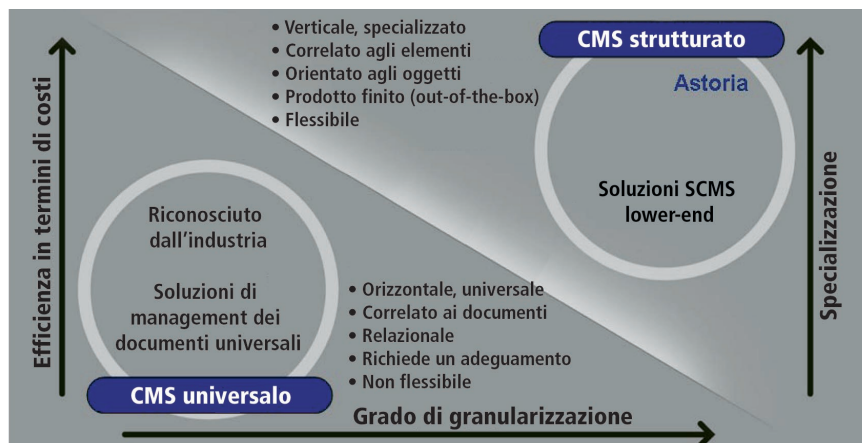 • Verticale, specializzato
• Correlato agli elementi
• Orientato agli oggetti
• Prodotto finito (out-of-the-box)
• Flessibile
CMS strutturato
Astoria
Soluzioni SCMS
lower-end
Specializzazione
Efficienza in termini di costi
Riconosciuto
dall'industria
Soluzioni di
management dei
documenti universali
CMS universalo
• Orizzontale, universale
• Correlato ai documenti
• Relazionale
• Richiede un adeguamento
• Non flessibile
Grado di granularizzazione